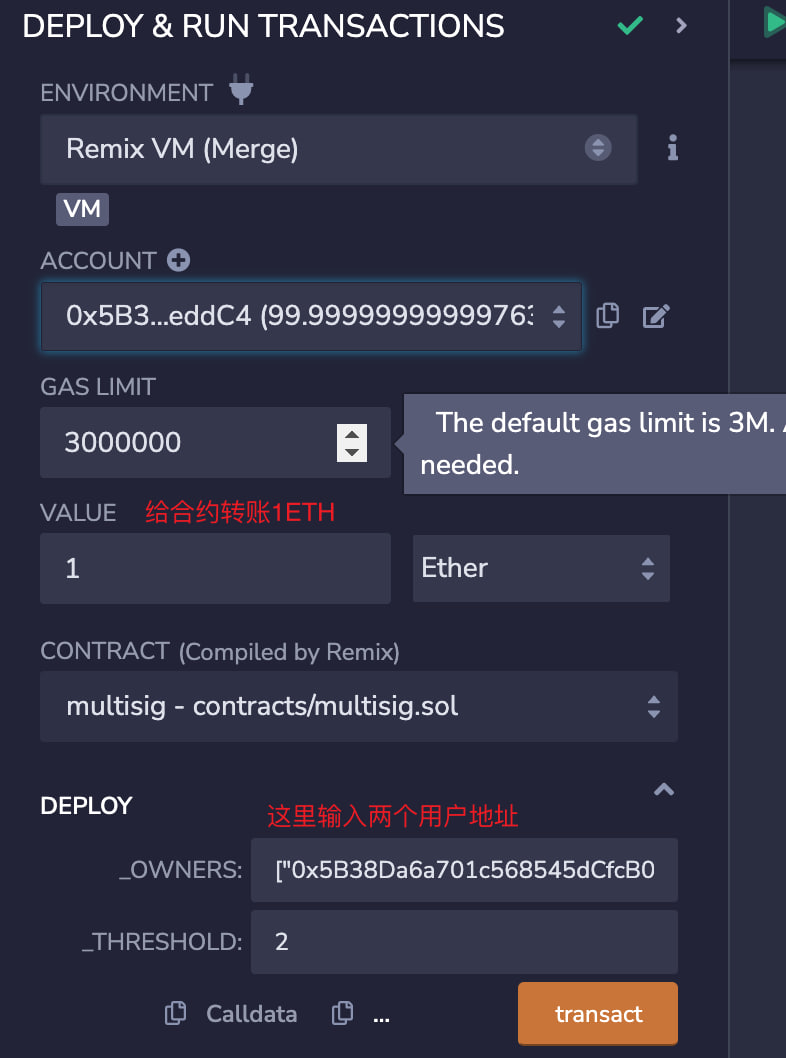 DEPLOY & RUN TRANSACTIONS
ENVIRONMENT
Remix VM (Merge)
VM
ACCOUNT
0x5B3...eddC4 (99.99999999999763
GAS LIMIT
3000000
The default gas limit is 3M.
needed.
VALUE 给合约转账1ETH
1 Ether
CONTRACT (Compiled by Remix)
multisig - contracts/multisig.sol
DEPLOY
这里输入两个用户地址
_OWNERS: ["0x5B38Da6a701c568545dCfcB0
_THRESHOLD: 2
Calldata ... transact